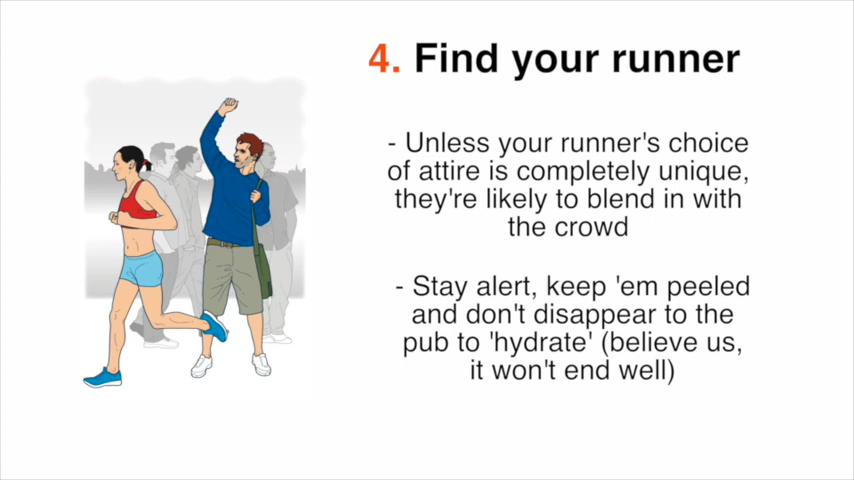 4. Find your runner
- Unless your runner's choice
of attire is completely unique,
they're likely to blend in with
the crowd
- Stay alert, keep 'em peeled
and don't disappear to the
pub to 'hydrate' (believe us,
it won't end well)